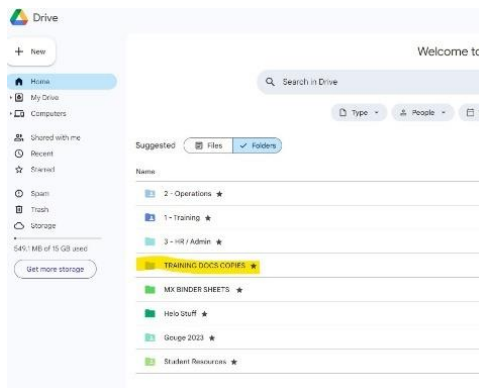 Drive
New
Welcome to
Home
Search in Drive
My Drive
Computers
Type
People
Shared with me
Suggested
Files
Folders
Recent
Starred
Name
Spam
2 - Operations
Trash
1 - Training
Storage
3 - HR / Admin
549.1 MB of 15 GB used
TRAINING DOCS COPIES
Get more storage
MX BINDER SHEETS
Helo Stuff
Gouge 2023
Student Resources